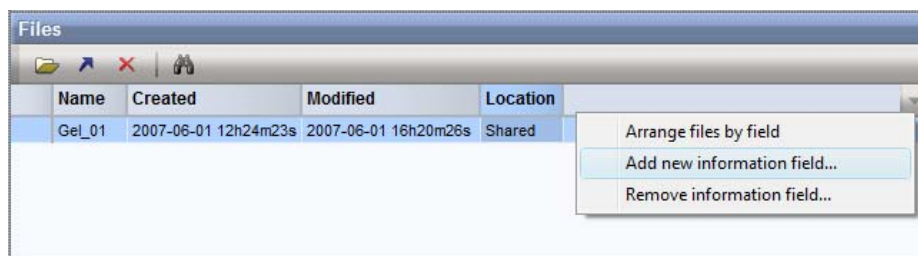 Files
Name Created Modified Location
Gel_01 2007-06-01 12h24m23s 2007-06-01 16h20m26s Shared
Arrange files by field
Add new information field...
Remove information field...